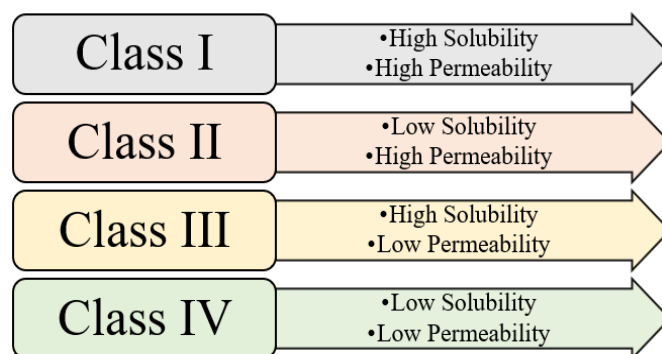 Class I
•High Solubility
•High Permeability
Class II
•Low Solubility
•High Permeability
Class III
•High Solubility
•Low Permeability
Class IV
•Low Solubility
•Low Permeability